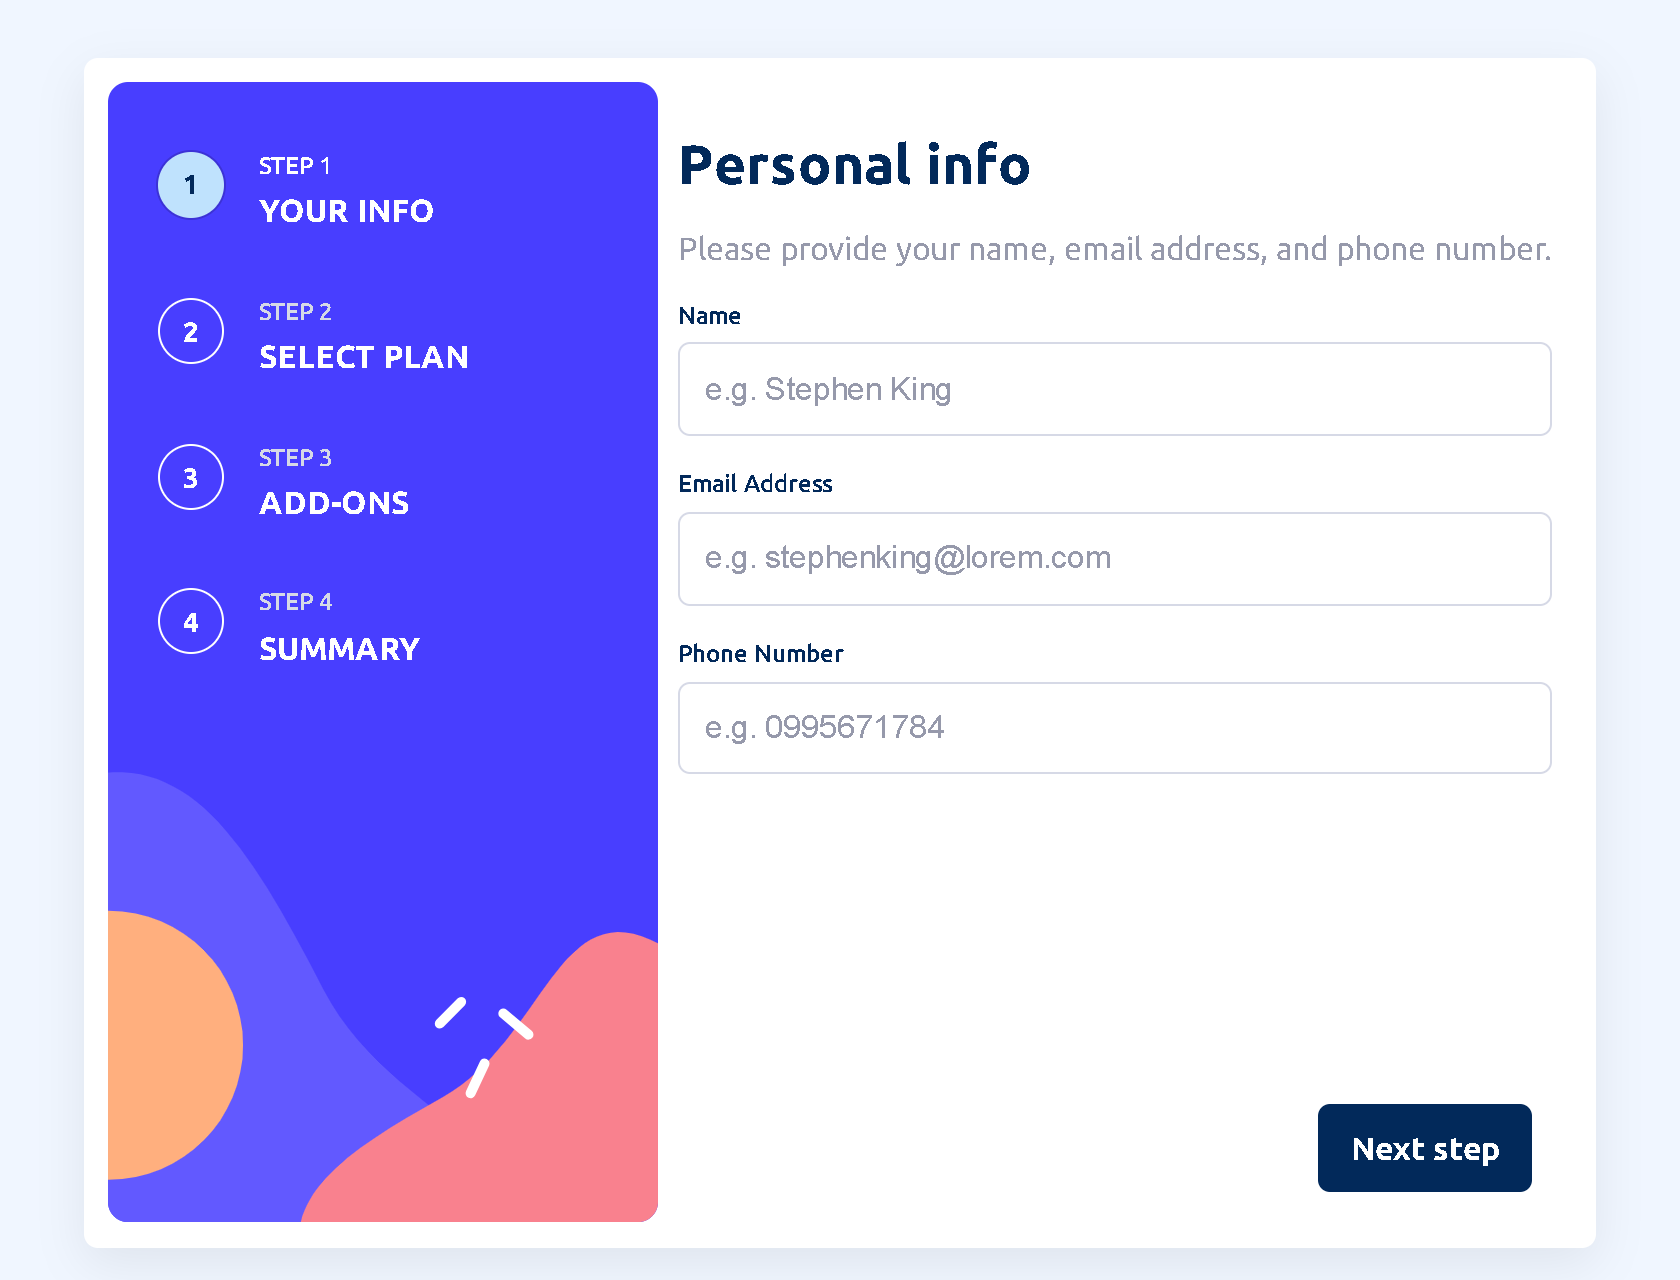 1
STEP 1
YOUR INFO
2
STEP 2
SELECT PLAN
3
STEP 3
ADD-ONS
4
STEP 4
SUMMARY
Personal info
Please provide your name, email address, and phone number.
Name
e.g. Stephen King
Email Address
e.g. stephenking@lorem.com
Phone Number
e.g. 0995671784
Next step